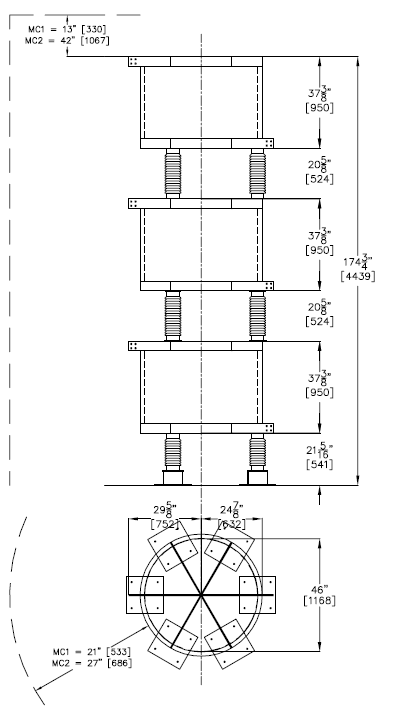 MC1 = 13" [330]
MC2 = 42" [1067]
37 3/8" [950]
20 5/8" [524]
37 3/8" [950]
174 3/4" [4439]
20 5/8" [524]
37 3/8" [950]
21 5/16" [541]
29 5/8" [752]
24 7/8" [632]
46" [1168]
MC1 = 21" [533]
MC2 = 27" [686]